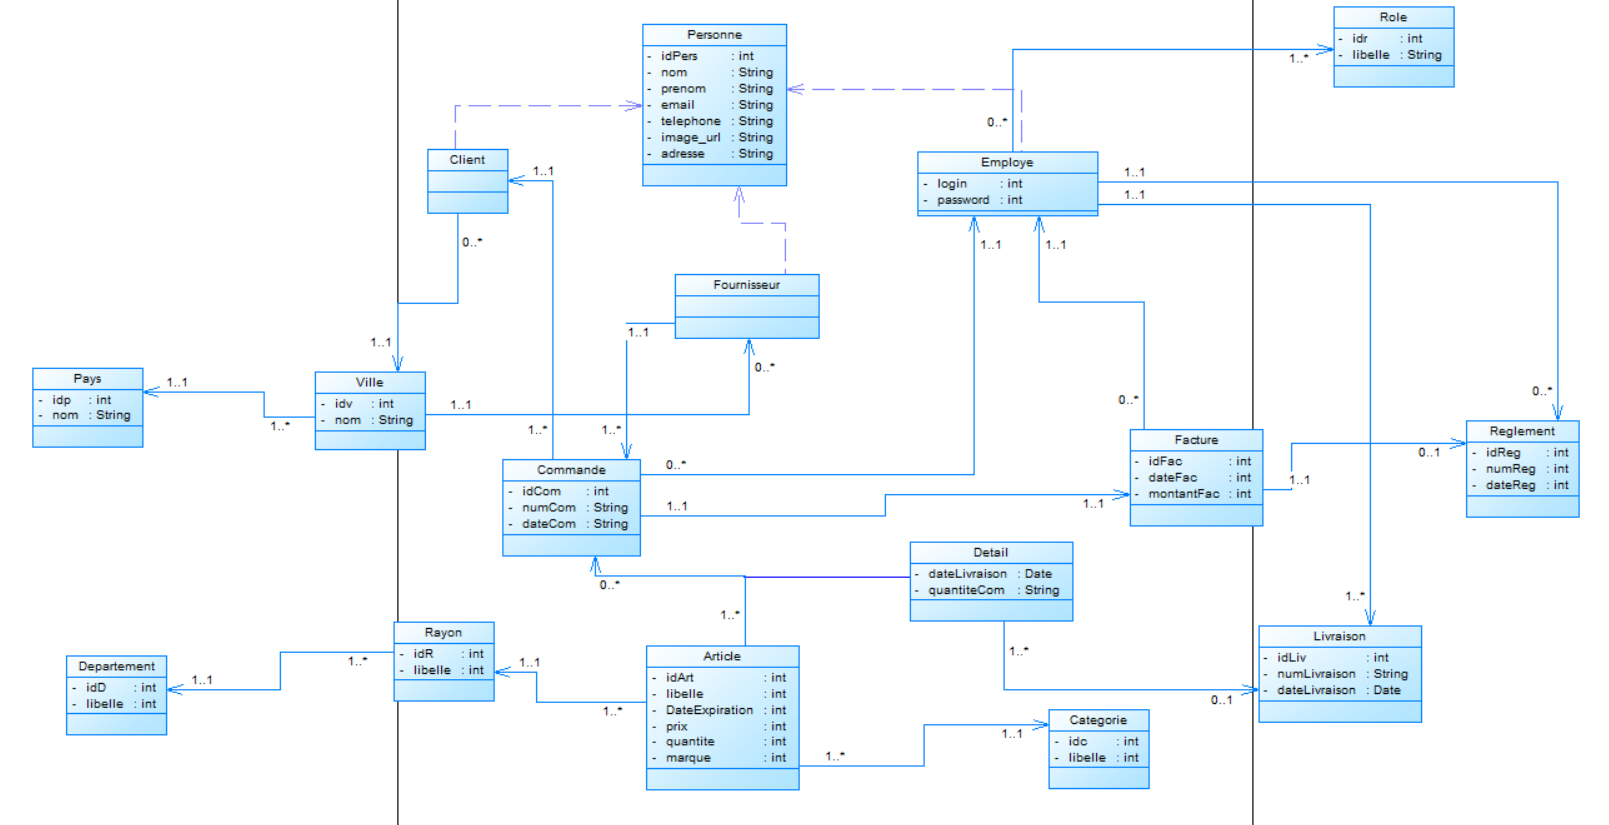 Role
- idr : int
- libelle : String
1..*
Personne
- idPers : int
- nom : String
- prenom : String
- email : String
- telephone : String
- image_url : String
- adresse : String
0..*
Client
1..1
0..*
Employe
- login : int
- password : int
1..1
1..1
1..1
1..1
Fournisseur
1..1
0..*
1..1
Pays
- idp : int
- nom : String
1..1
1..*
Ville
- idv : int
- nom : String
1..1
1..*
1..*
0..*
0..*
Commande
- idCom : int
- numCom : String
- dateCom : String
0..*
1..1
1..1
Facture
- idFac : int
- dateFac : int
- montantFac : int
1..1
0..1
Reglement
- idReg : int
- numReg : int
- dateReg : int
Detail
- dateLivraison : Date
- quantiteCom : String
0..*
1..*
1..*
1..*
0..1
Livraison
- idLiv : int
- numLivraison : String
- dateLivraison : Date
Departement
- idD : int
- libelle : int
1..1
1..*
Rayon
- idR : int
- libelle : int
1..1
1..*
Article
- idArt : int
- libelle : int
- DateExpiration : int
- prix : int
- quantite : int
- marque : int
1..*
1..1
Categorie
- idc : int
- libelle : int